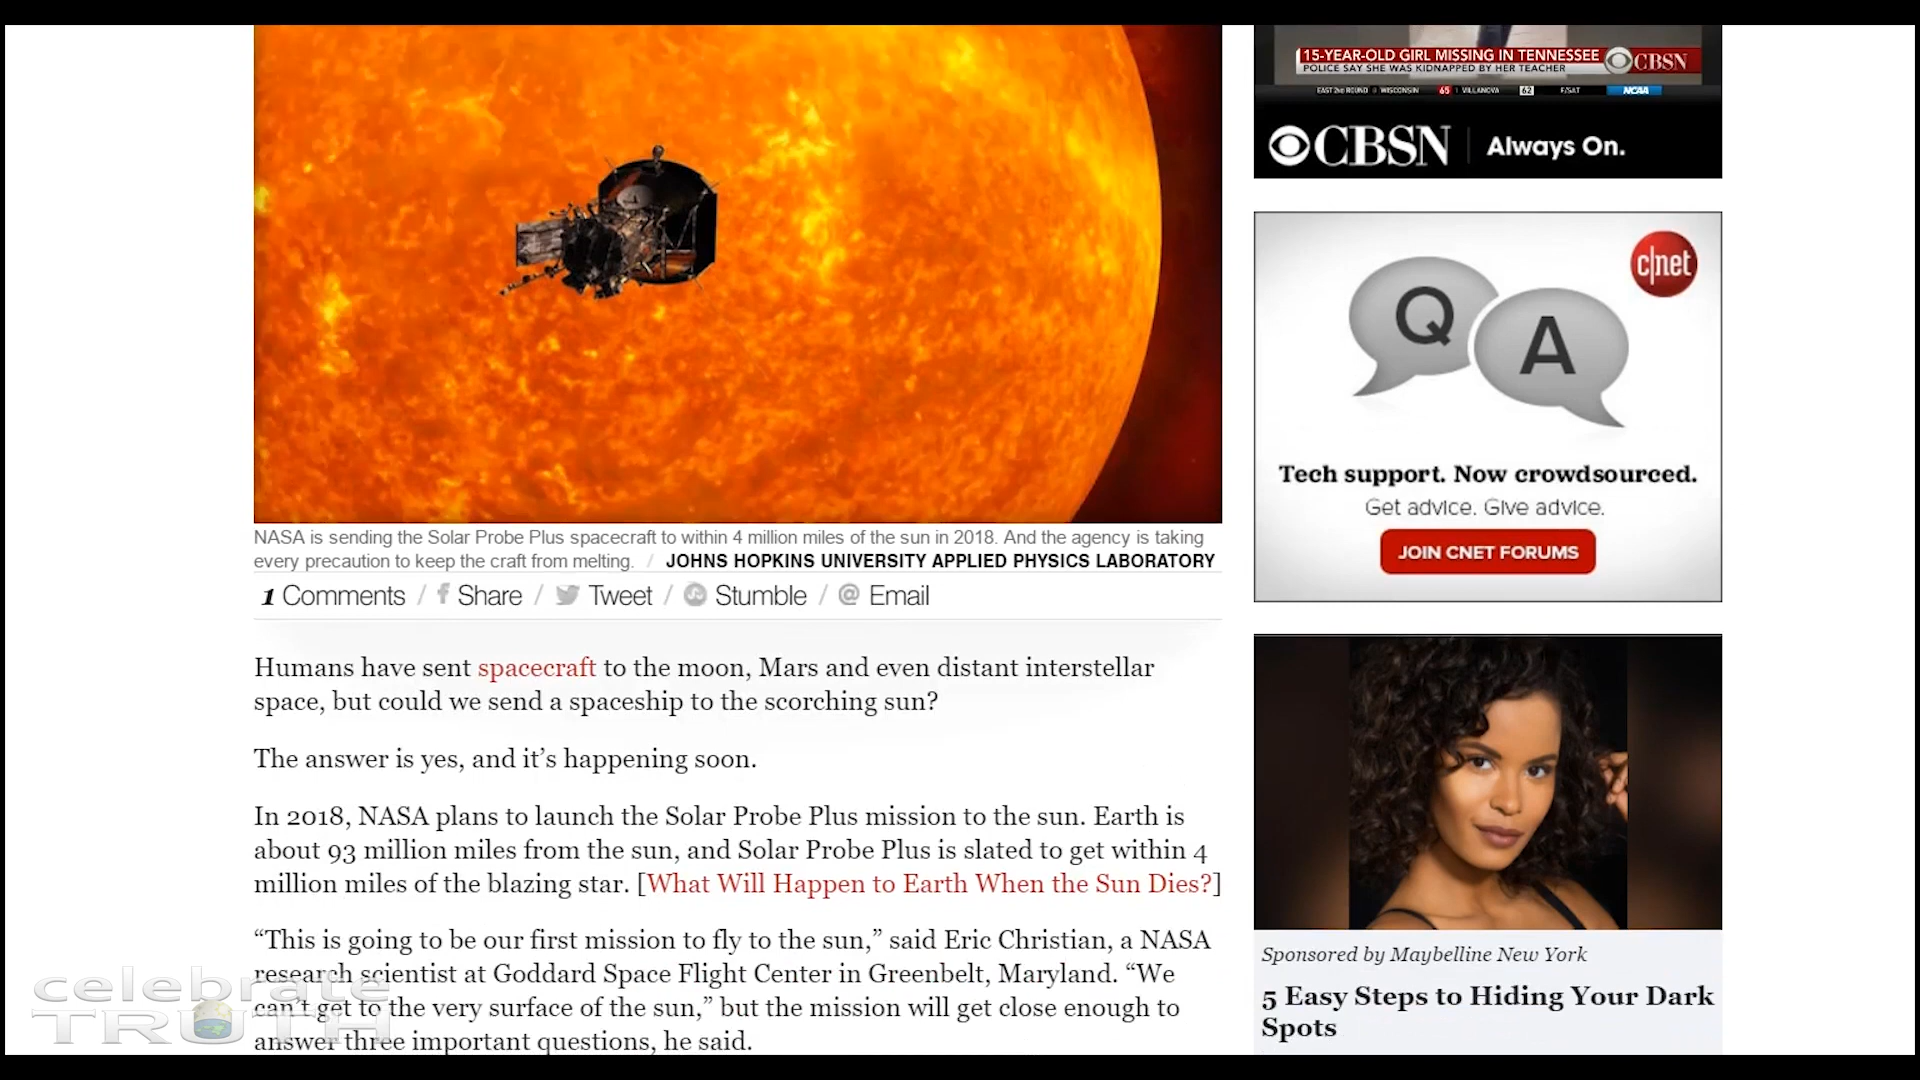 15-YEAR-OLD GIRL MISSING IN TENNESSEE
POLICE SAY SHE WAS KIDNAPPED BY HER TEACHER
CBSN
EAST 2ND ROUND WISCONSIN 65 VILLANOVA 62 F/SAT NCAA
CBSN Always On.
c|net
Q A
Tech support. Now crowdsourced.
Get advice. Give advice.
JOIN CNET FORUMS
NASA is sending the Solar Probe Plus spacecraft to within 4 million miles of the sun in 2018. And the agency is taking
every precaution to keep the craft from melting. / JOHNS HOPKINS UNIVERSITY APPLIED PHYSICS LABORATORY
1 Comments / f Share / Tweet / Stumble / @ Email
Humans have sent spacecraft to the moon, Mars and even distant interstellar
space, but could we send a spaceship to the scorching sun?
The answer is yes, and it’s happening soon.
In 2018, NASA plans to launch the Solar Probe Plus mission to the sun. Earth is
about 93 million miles from the sun, and Solar Probe Plus is slated to get within 4
million miles of the blazing star. [What Will Happen to Earth When the Sun Dies?]
“This is going to be our first mission to fly to the sun,” said Eric Christian, a NASA
research scientist at Goddard Space Flight Center in Greenbelt, Maryland. “We
can’t get to the very surface of the sun,” but the mission will get close enough to
answer three important questions, he said.
Sponsored by Maybelline New York
5 Easy Steps to Hiding Your Dark
Spots
celebrate
TRUTH